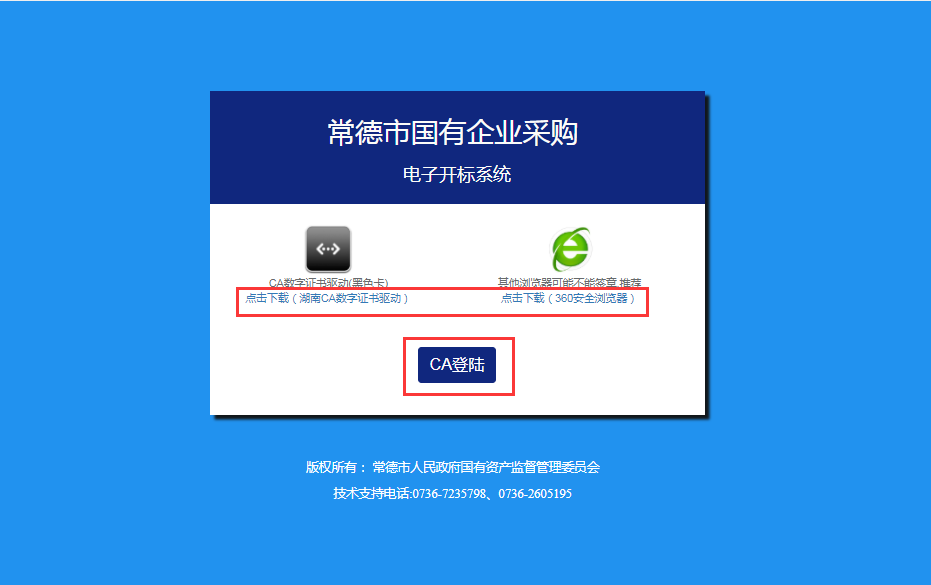 常德市国有企业采购
电子开标系统
CA数字证书驱动(黑色卡)
点击下载（湖南CA数字证书驱动）
其他浏览器可能不能签章,推荐
点击下载（360安全浏览器）
CA登陆
版权所有： 常德市人民政府国有资产监督管理委员会
技术支持电话:0736-7235798、0736-2605195